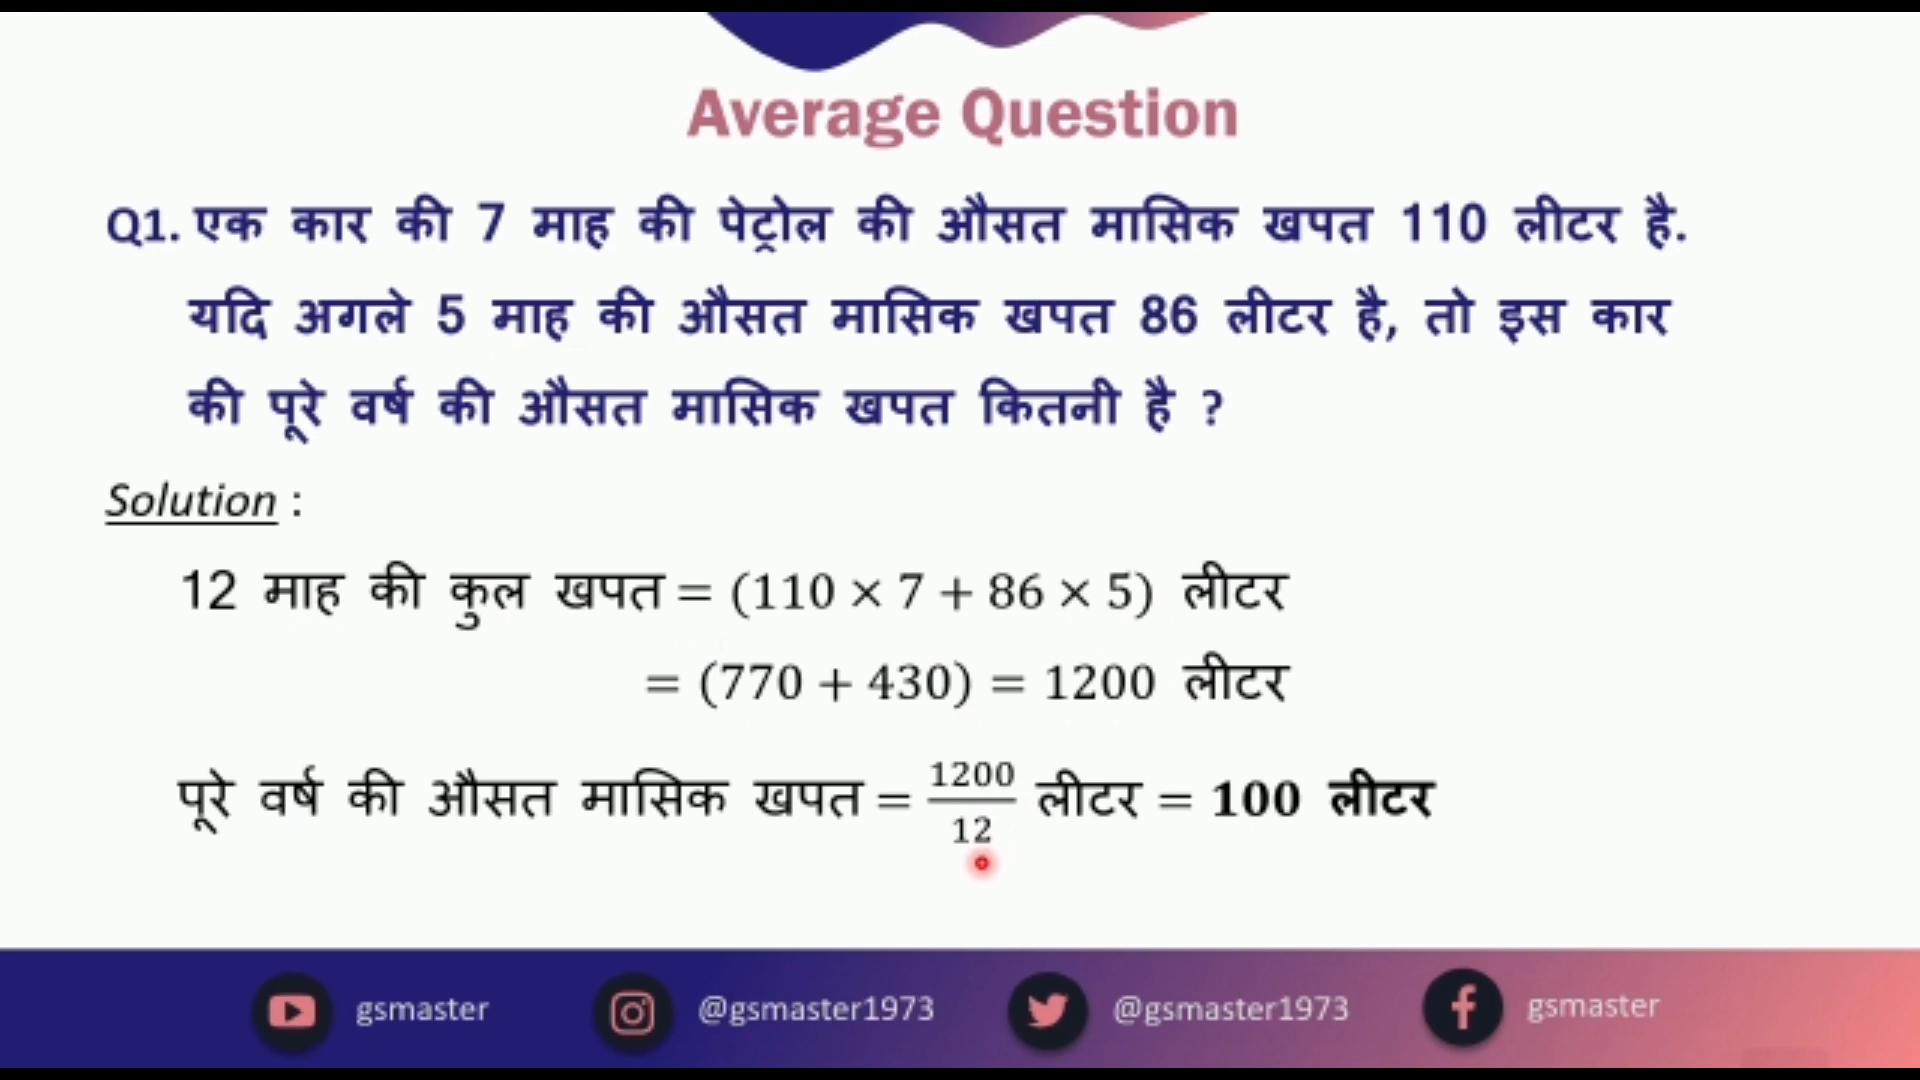 Average Question
Q1. एक कार की 7 माह की पेट्रोल की औसत मासिक खपत 110 लीटर है.
यदि अगले 5 माह की औसत मासिक खपत 86 लीटर है, तो इस कार
की पूरे वर्ष की औसत मासिक खपत कितनी है ?
Solution :
12 माह की कुल खपत = (110 × 7 + 86 × 5) लीटर
= (770 + 430) = 1200 लीटर
पूरे वर्ष की औसत मासिक खपत = 1200/12 लीटर = 100 लीटर
gsmaster @gsmaster1973 @gsmaster1973 gsmaster